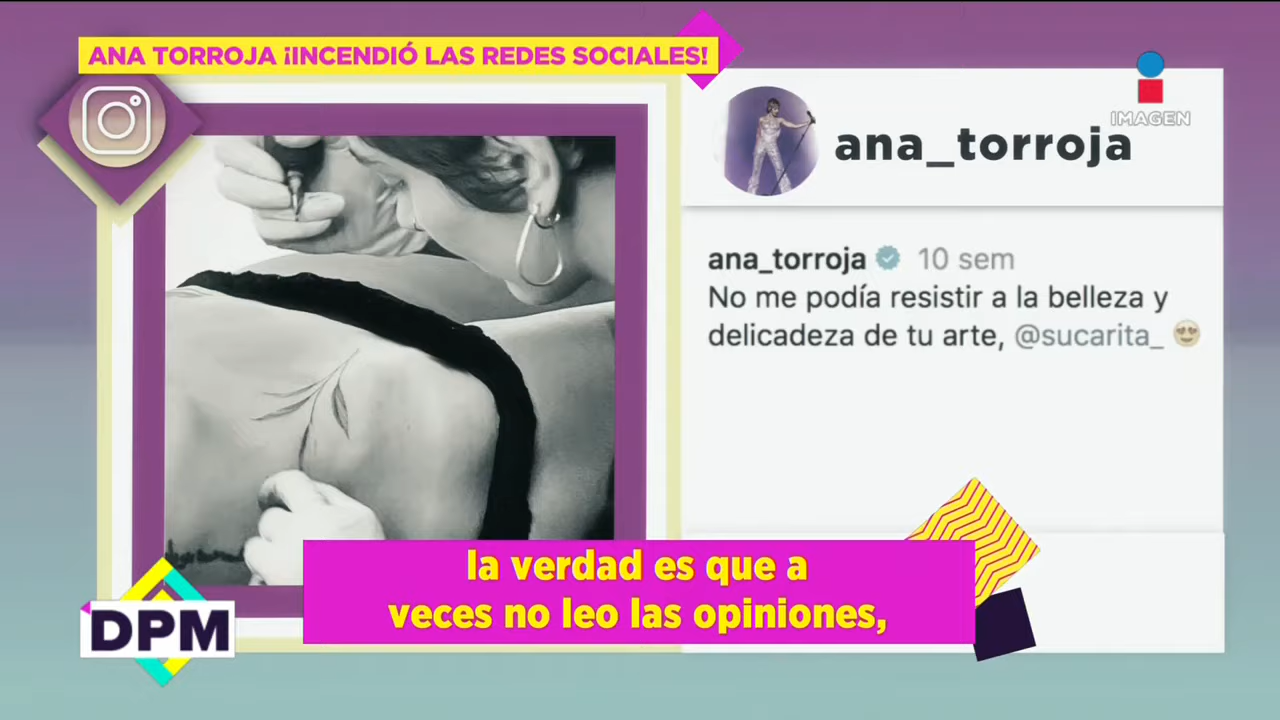 ANA TORROJA ¡INCENDIÓ LAS REDES SOCIALES!
IMAGEN
ana_torroja
ana_torroja 10 sem
No me podía resistir a la belleza y
delicadeza de tu arte, @sucarita_ 😍
la verdad es que a
veces no leo las opiniones,
DPM